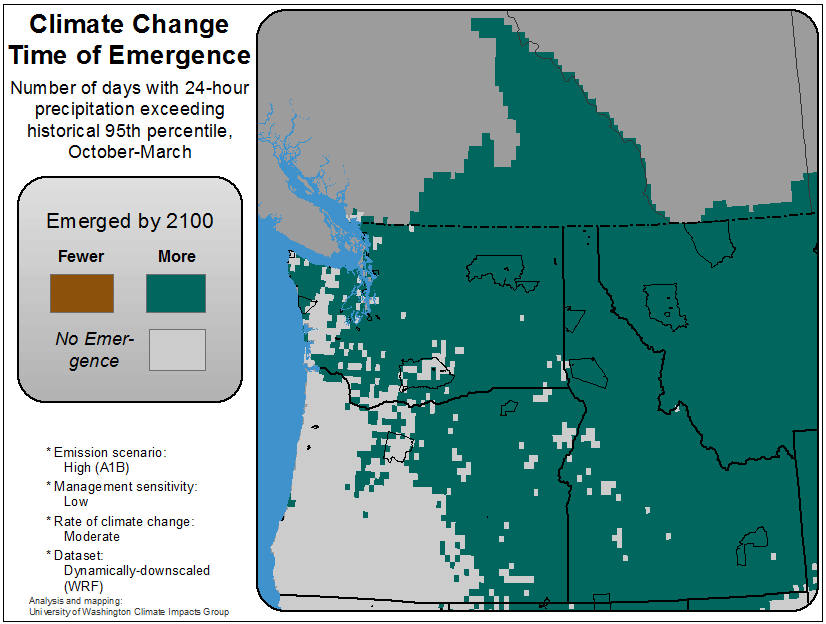 Climate Change
Time of Emergence
Number of days with 24-hour
precipitation exceeding
historical 95th percentile,
October-March
Emerged by 2100
Fewer
More
No Emer-
gence
* Emission scenario:
High (A1B)
* Management sensitivity:
Low
* Rate of climate change:
Moderate
* Dataset:
Dynamically-downscaled
(WRF)
Analysis and mapping:
University of Washington Climate Impacts Group